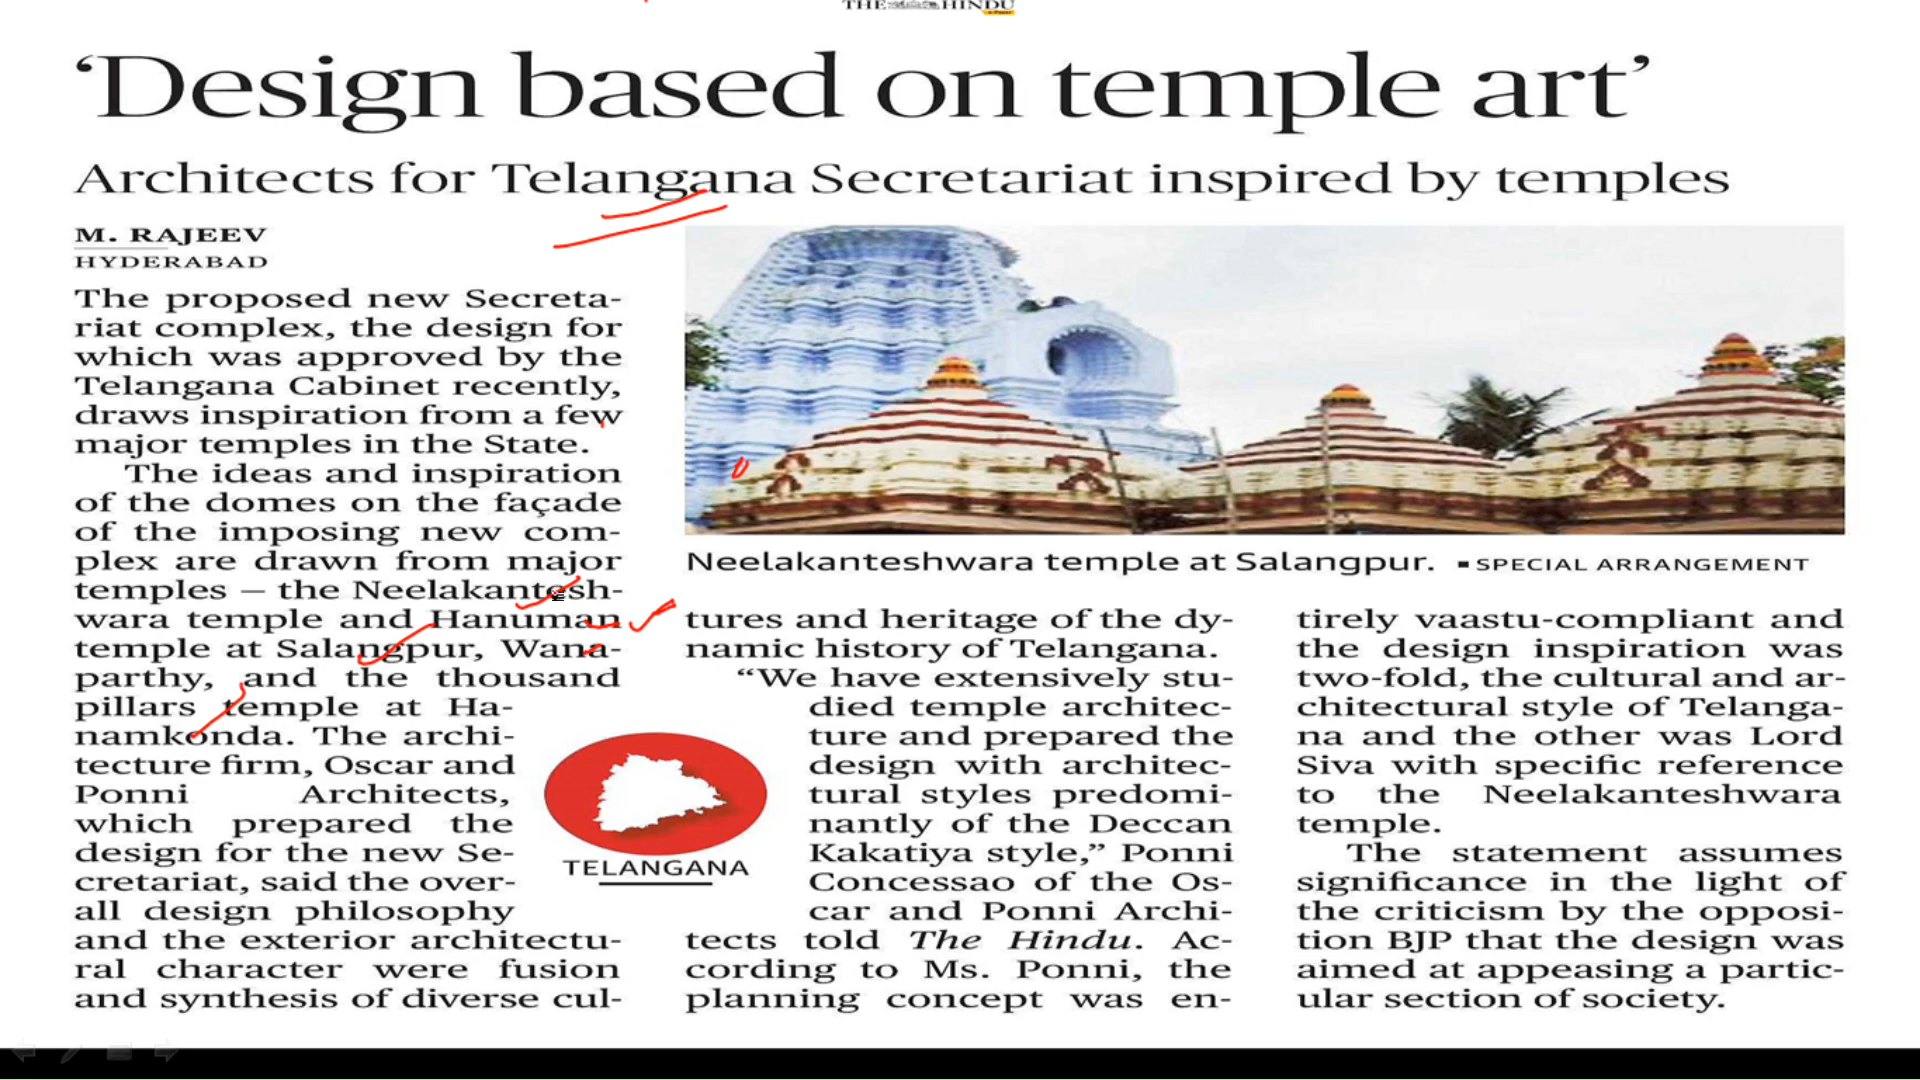 THE HINDU
‘Design based on temple art’
Architects for Telangana Secretariat inspired by temples
M. RAJEEV
HYDERABAD
The proposed new Secreta-
riat complex, the design for
which was approved by the
Telangana Cabinet recently,
draws inspiration from a few
major temples in the State.
The ideas and inspiration
of the domes on the façade
of the imposing new com-
plex are drawn from major
temples – the Neelakantesh-
wara temple and Hanuman
temple at Salangpur, Wana-
parthy, and the thousand
pillars temple at Ha-
namkonda. The archi-
tecture firm, Oscar and
Ponni Architects,
which prepared the
design for the new Se-
cretariat, said the over-
all design philosophy
and the exterior architectu-
ral character were fusion
and synthesis of diverse cul-
Neelakanteshwara temple at Salangpur. ■ SPECIAL ARRANGEMENT
TELANGANA
tures and heritage of the dy-
namic history of Telangana.
“We have extensively stu-
died temple architec-
ture and prepared the
design with architec-
tural styles predomi-
nantly of the Deccan
Kakatiya style,” Ponni
Concessao of the Os-
car and Ponni Archi-
tects told The Hindu. Ac-
cording to Ms. Ponni, the
planning concept was en-
tirely vaastu-compliant and
the design inspiration was
two-fold, the cultural and ar-
chitectural style of Telanga-
na and the other was Lord
Siva with specific reference
to the Neelakanteshwara
temple.
The statement assumes
significance in the light of
the criticism by the opposi-
tion BJP that the design was
aimed at appeasing a partic-
ular section of society.